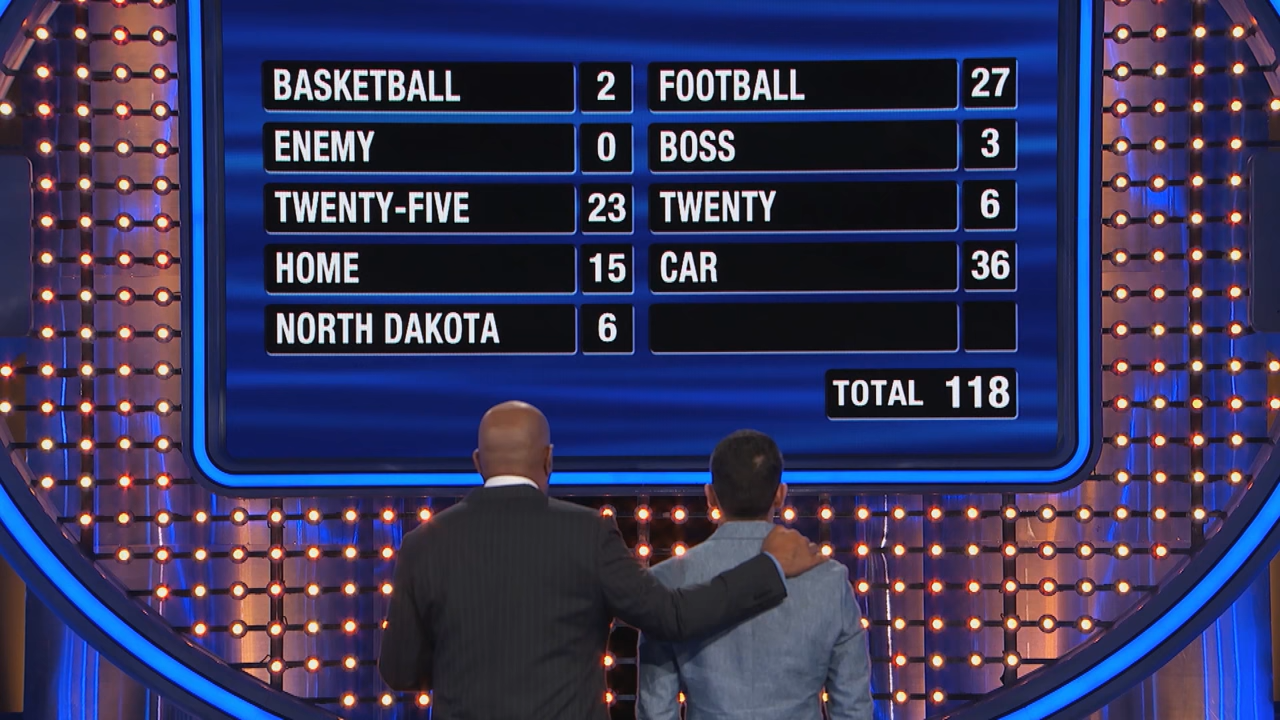 BASKETBALL 2 FOOTBALL 27
ENEMY 0 BOSS 3
TWENTY-FIVE 23 TWENTY 6
HOME 15 CAR 36
NORTH DAKOTA 6
TOTAL 118